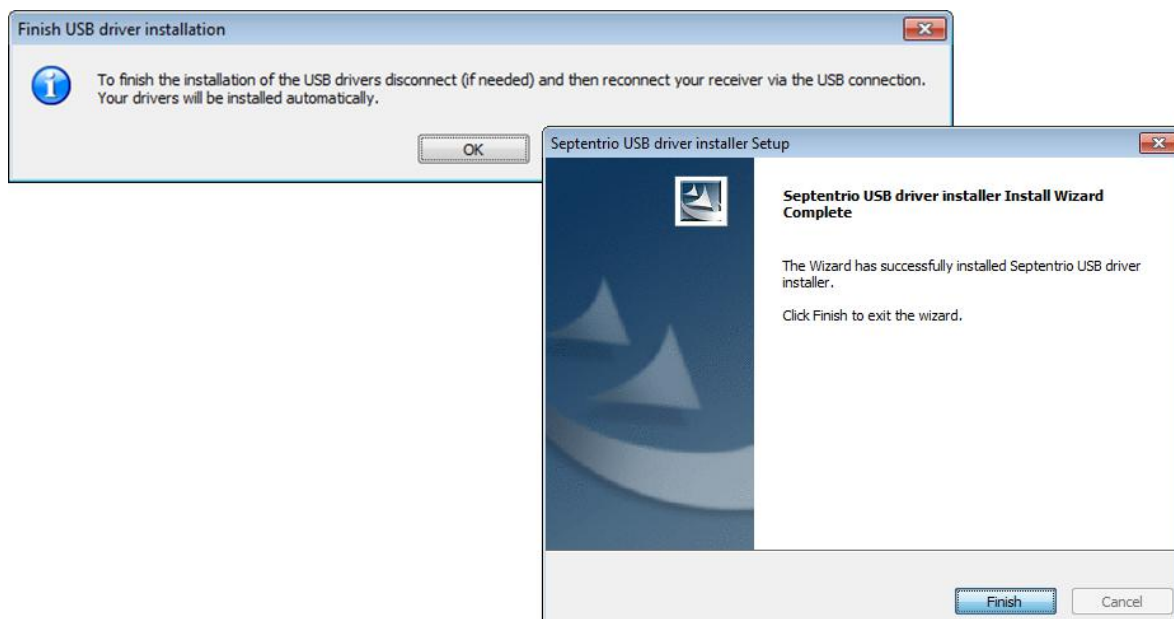 Finish USB driver installation
To finish the installation of the USB drivers disconnect (if needed) and then reconnect your receiver via the USB connection.
Your drivers will be installed automatically.
OK
Septentrio USB driver installer Setup
Septentrio USB driver installer Install Wizard
Complete
The Wizard has successfully installed Septentrio USB driver
installer.
Click Finish to exit the wizard.
Finish
Cancel